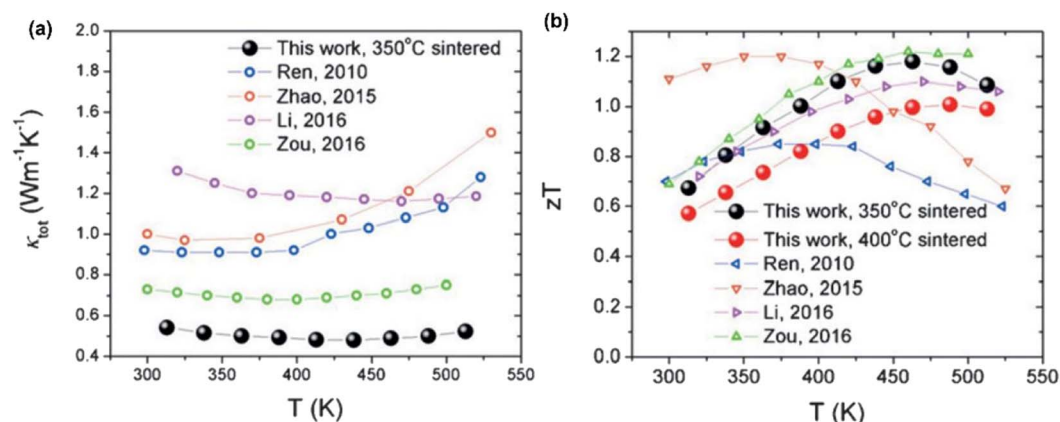 (a)
2.0
1.8
1.6
1.4
1.2
1.0
0.8
0.6
0.4
κtot (Wm⁻¹K⁻¹)
This work, 350°C sintered
Ren, 2010
Zhao, 2015
Li, 2016
Zou, 2016
300 350 400 450 500 550
T (K)
(b)
1.2
1.0
0.8
0.6
0.4
0.2
0.0
zT
This work, 350°C sintered
This work, 400°C sintered
Ren, 2010
Zhao, 2015
Li, 2016
Zou, 2016
300 350 400 450 500 550
T (K)